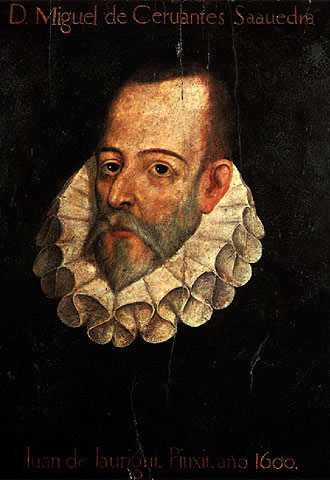 D. Miguel de Ceruantes Saauedra
Iuan de Iaurigui. Pinxit. año 1600.